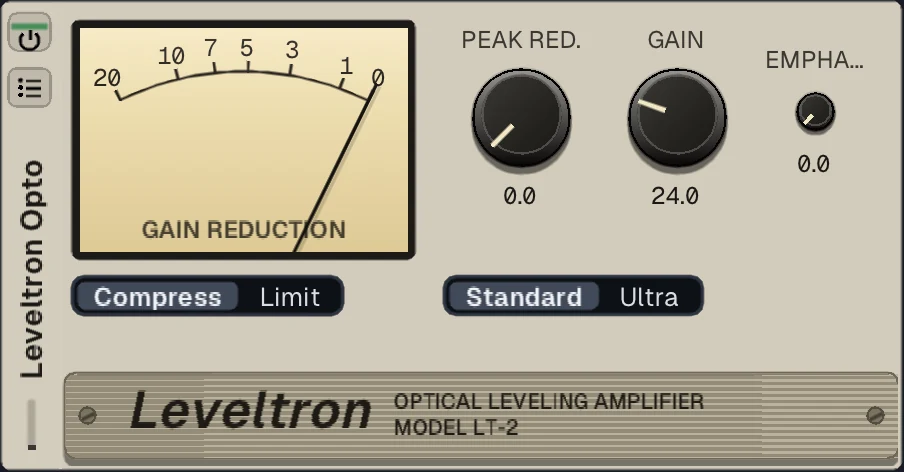 Leveltron Opto
20 10 7 5 3 1 0
GAIN REDUCTION
PEAK RED.
0.0
GAIN
24.0
EMPHA...
0.0
Compress Limit
Standard Ultra
Leveltron
OPTICAL LEVELING AMPLIFIER
MODEL LT-2